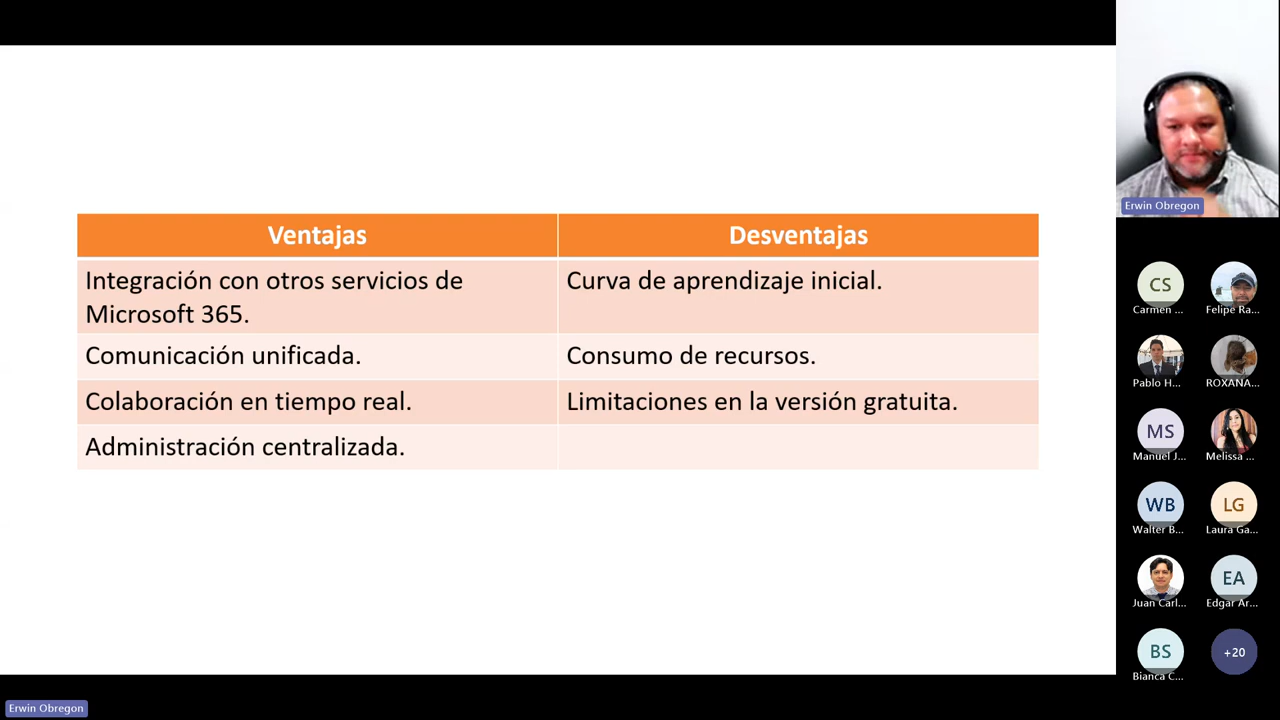 Ventajas
Desventajas
Integración con otros servicios de
Microsoft 365.
Curva de aprendizaje inicial.
Comunicación unificada.
Consumo de recursos.
Colaboración en tiempo real.
Limitaciones en la versión gratuita.
Administración centralizada.
Erwin Obregon
CS
Carmen ...
Felipe Ra...
Pablo H...
ROXANA...
MS
Manuel J...
Melissa ...
WB
Walter B...
LG
Laura Ga...
Juan Carl...
EA
Edgar Ar...
BS
Bianca C...
+20
Erwin Obregon